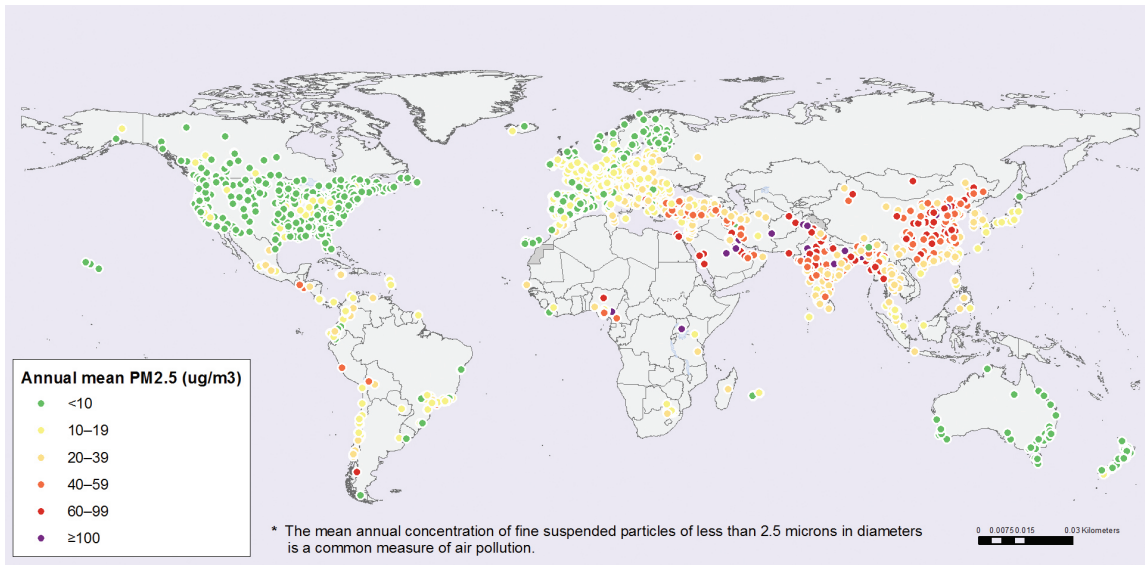 Annual mean PM2.5 (ug/m3)
<10
10–19
20–39
40–59
60–99
≥100
* The mean annual concentration of fine suspended particles of less than 2.5 microns in diameters
is a common measure of air pollution.
0 0.0075 0.015 0.03 Kilometers